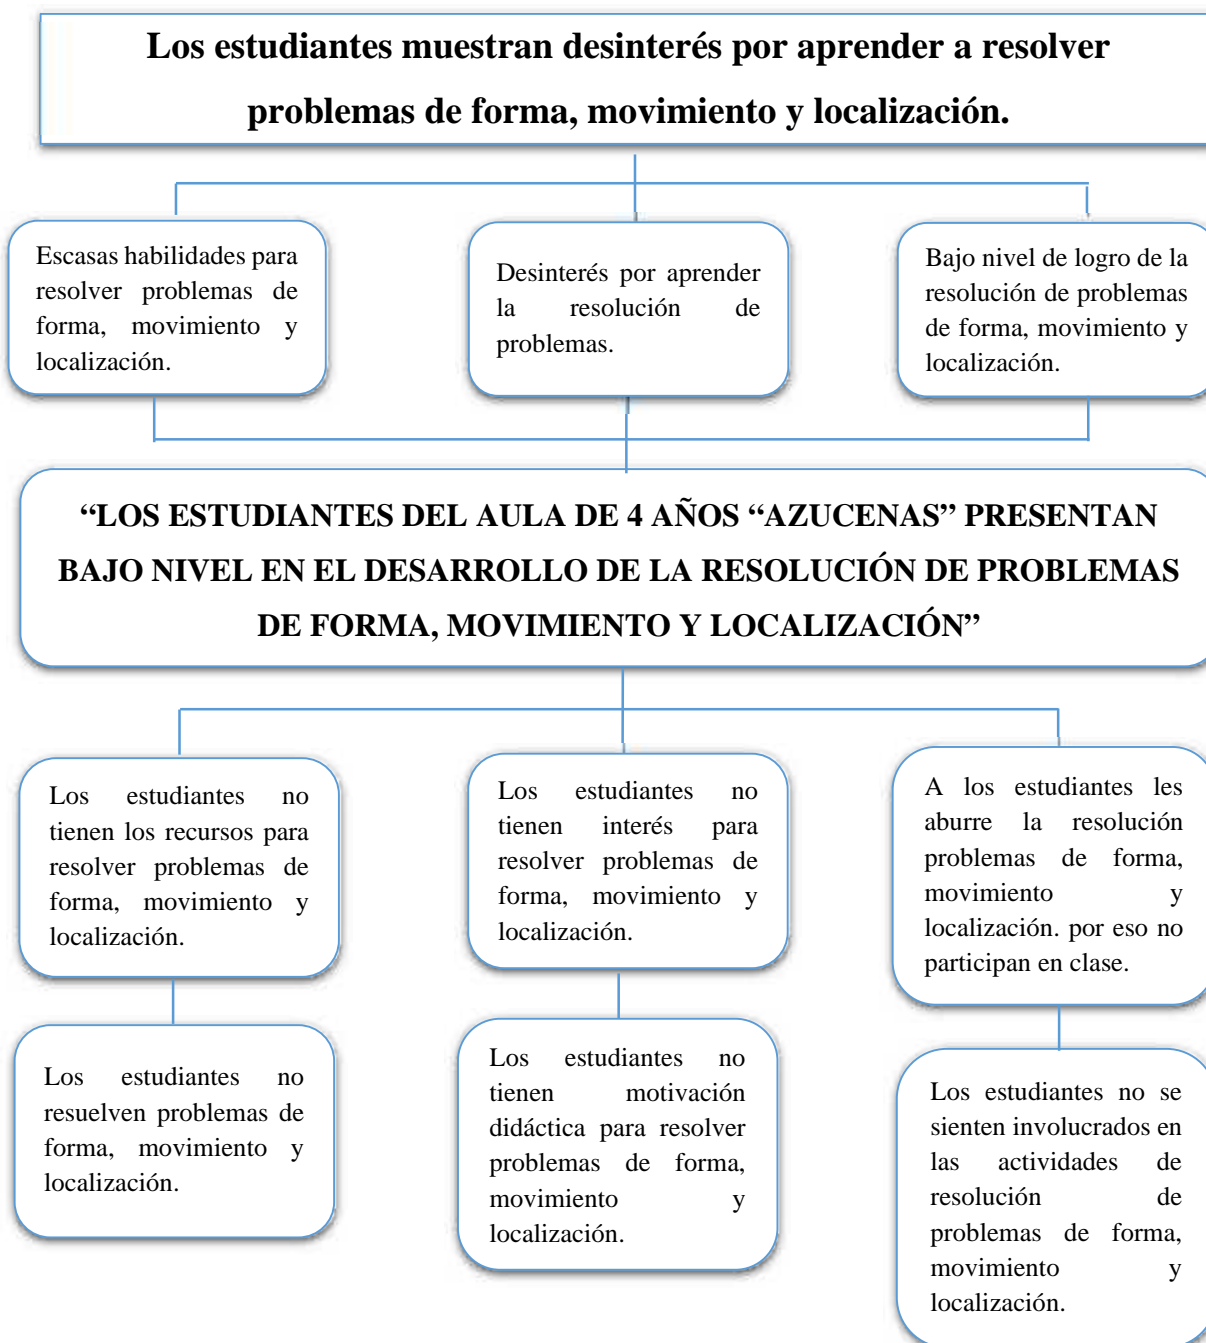 Los estudiantes muestran desinterés por aprender a resolver
problemas de forma, movimiento y localización.
Escasas habilidades para
resolver problemas de
forma, movimiento y
localización.
Desinterés por aprender
la resolución de
problemas.
Bajo nivel de logro de la
resolución de problemas
de forma, movimiento y
localización.
“LOS ESTUDIANTES DEL AULA DE 4 AÑOS “AZUCENAS” PRESENTAN
BAJO NIVEL EN EL DESARROLLO DE LA RESOLUCIÓN DE PROBLEMAS
DE FORMA, MOVIMIENTO Y LOCALIZACIÓN”
Los estudiantes no
tienen los recursos para
resolver problemas de
forma, movimiento y
localización.
Los estudiantes no
tienen interés para
resolver problemas de
forma, movimiento y
localización.
A los estudiantes les
aburre la resolución
problemas de forma,
movimiento y
localización. por eso no
participan en clase.
Los estudiantes no
resuelven problemas de
forma, movimiento y
localización.
Los estudiantes no
tienen motivación
didáctica para resolver
problemas de forma,
movimiento y
localización.
Los estudiantes no se
sienten involucrados en
las actividades de
resolución de
problemas de forma,
movimiento y
localización.